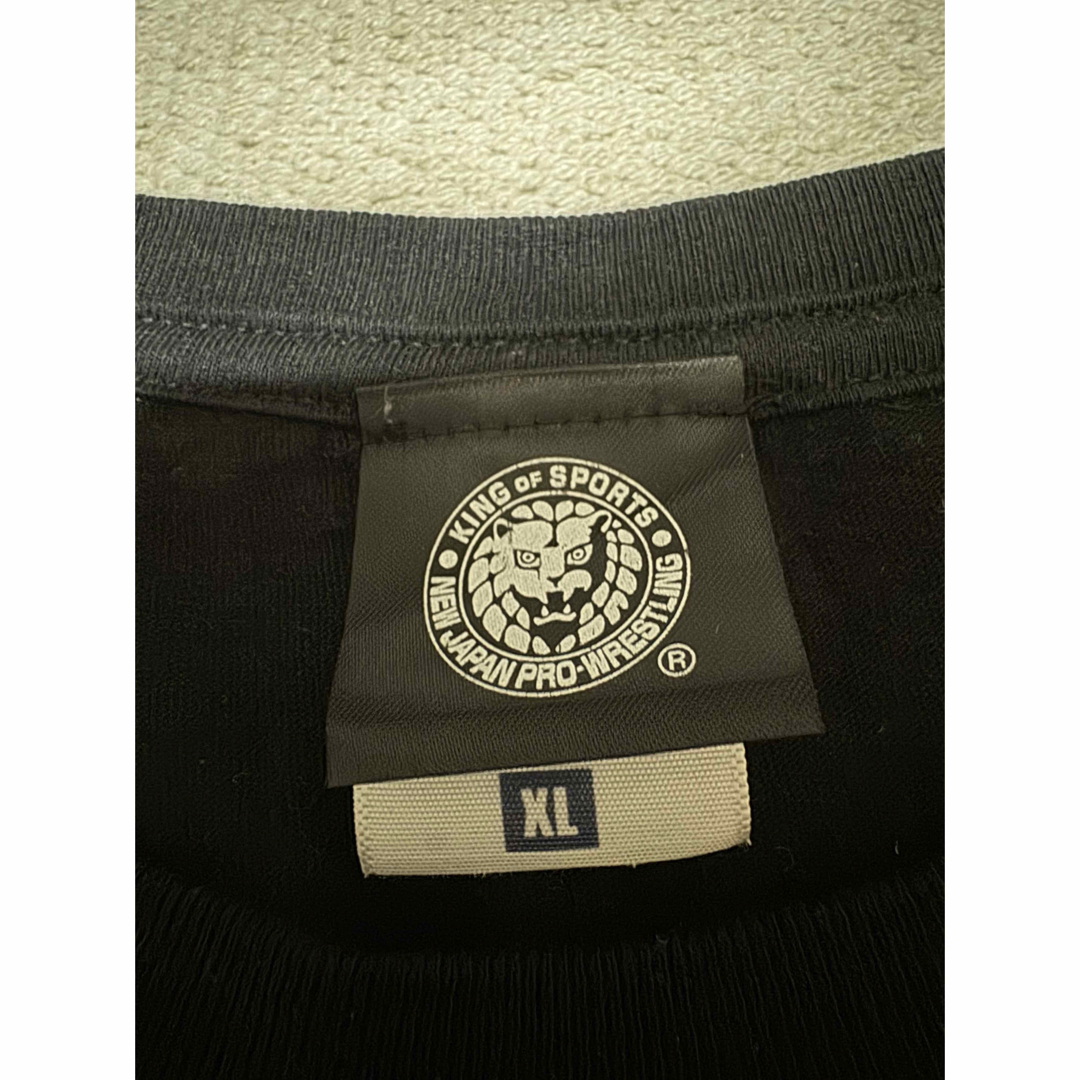 KING OF SPORTS
NEW JAPAN PRO-WRESTLING
®
XL